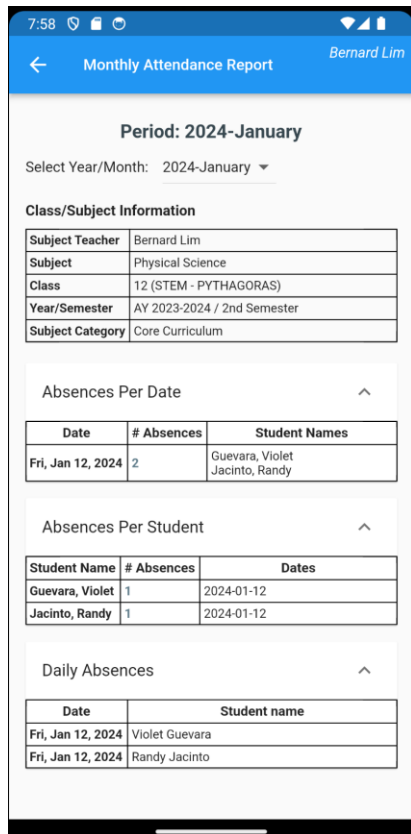 7:58
Bernard Lim
Monthly Attendance Report
Period: 2024-January
Select Year/Month: 2024-January
Class/Subject Information
Subject Teacher Bernard Lim
Subject Physical Science
Class 12 (STEM - PYTHAGORAS)
Year/Semester AY 2023-2024 / 2nd Semester
Subject Category Core Curriculum
Absences Per Date
Date # Absences Student Names
Fri, Jan 12, 2024 2 Guevara, Violet
Jacinto, Randy
Absences Per Student
Student Name # Absences Dates
Guevara, Violet 1 2024-01-12
Jacinto, Randy 1 2024-01-12
Daily Absences
Date Student name
Fri, Jan 12, 2024 Violet Guevara
Fri, Jan 12, 2024 Randy Jacinto